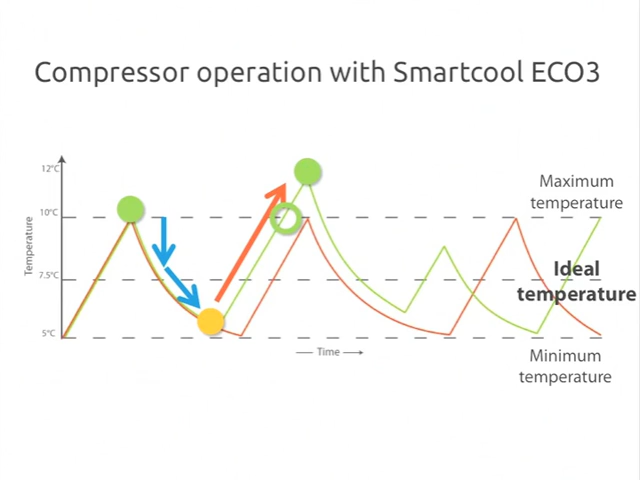 Compressor operation with Smartcool ECO3
12°C
Maximum
temperature
10°C
Temperature
7.5°C
Ideal
temperature
5°C
Time
Minimum
temperature